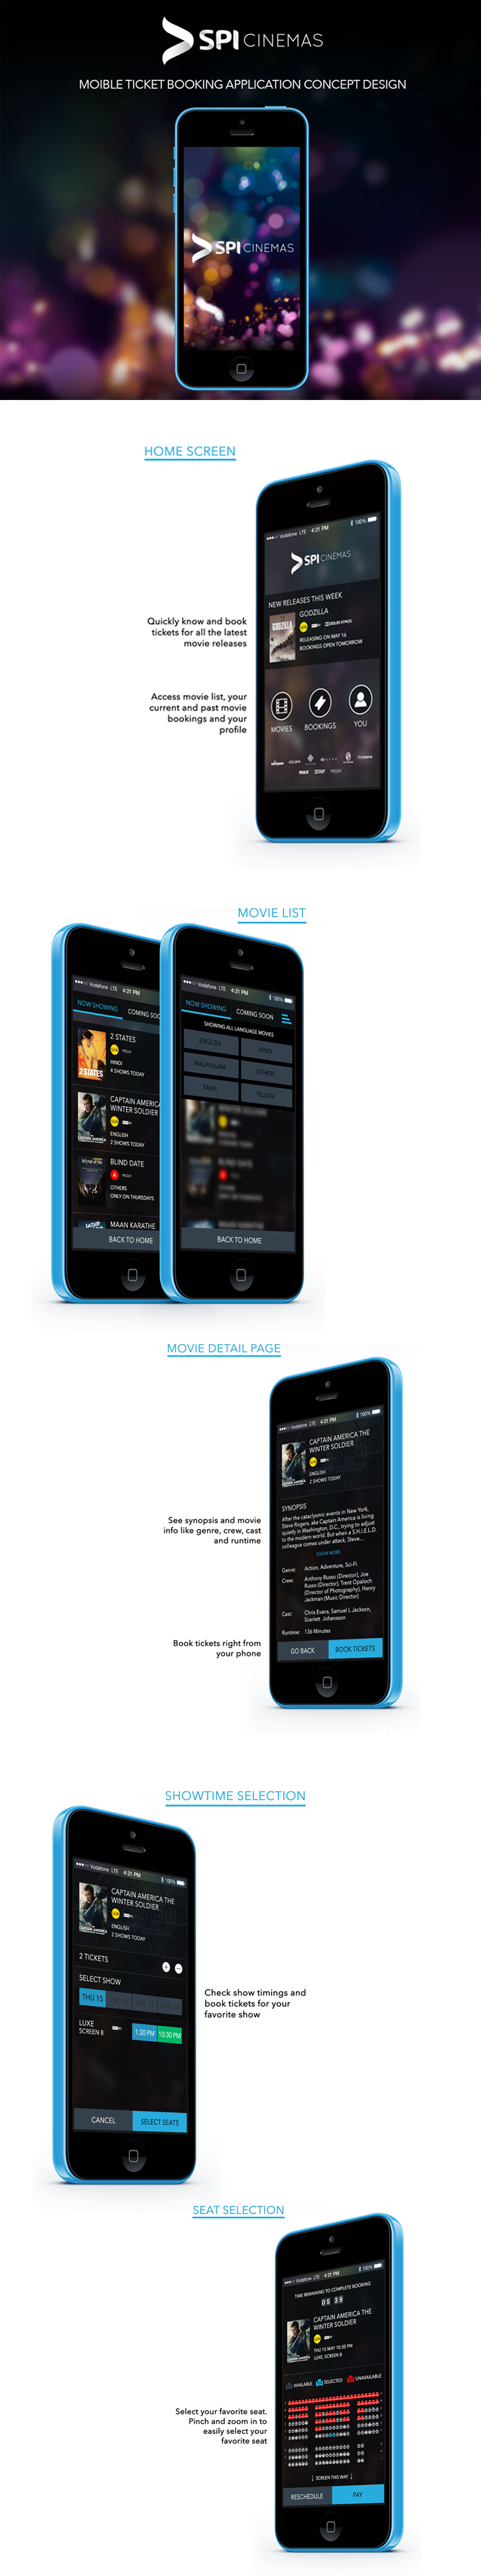 SPI CINEMAS
MOIBLE TICKET BOOKING APPLICATION CONCEPT DESIGN
SPI CINEMAS
HOME SCREEN
Quickly know and book
tickets for all the latest
movie releases
Access movie list, your
current and past movie
bookings and your
profile
Vodafone LTE 4:21 PM 100%
SPI CINEMAS
NEW RELEASES THIS WEEK
GODZILLA
GODZILLA
RELEASING ON MAY 16
BOOKINGS OPEN TOMORROW
MOVIES BOOKINGS YOU
IMAX
MOVIE LIST
Vodafone LTE 4:21 PM
NOW SHOWING COMING SOO
2 STATES
2 STATES
HINDI
4 SHOWS TODAY
CAPTAIN AMERICA
WINTER SOLDIER
ENGLISH
2 SHOWS TODAY
BLIND DATE
A
OTHERS
ONLY ON THURSDAYS
MAAN KARATHE
BACK TO HOME
Vodafone LTE 4:21 PM 100%
NOW SHOWING COMING SOON
SHOWING ALL LANGUAGE MOVIES
ENGLISH HINDI
MALAYALAM OTHERS
TAMIL TELUGU
BACK TO HOME
MOVIE DETAIL PAGE
See synopsis and movie
info like genre, crew, cast
and runtime
Book tickets right from
your phone
Vodafone LTE 4:21 PM 100%
CAPTAIN AMERICA THE
WINTER SOLDIER
ENGLISH
2 SHOWS TODAY
SYNOPSIS
After the cataclysmic events in New York,
Steve Rogers, aka Captain America is living
quietly in Washington, D.C., trying to adjust
to the modern world. But when a S.H.I.E.L.D.
colleague comes under attack, Steve...
SHOW MORE
Genre: Action, Adventure, Sci-Fi
Crew: Anthony Russo (Director), Joe
Russo (Director), Trent Opaloch
(Director of Photography), Henry
Jackman (Music Director)
Cast: Chris Evans, Samuel L Jackson,
Scarlett Johansson
Runtime: 136 Minutes
GO BACK BOOK TICKETS
SHOWTIME SELECTION
Vodafone LTE 4:21 PM 100%
CAPTAIN AMERICA THE
WINTER SOLDIER
ENGLISH
2 SHOWS TODAY
2 TICKETS
SELECT SHOW
THU 15
LUXE
SCREEN 8
1:30 PM 10:30 PM
CANCEL SELECT SEATS
Check show timings and
book tickets for your
favorite show
SEAT SELECTION
Select your favorite seat.
Pinch and zoom in to
easily select your
favorite seat
Vodafone LTE 4:21 PM 100%
TIME REMAINING TO COMPLETE BOOKING
05 39
CAPTAIN AMERICA THE
WINTER SOLDIER
THU 15 MAY 10:30 PM
LUXE, SCREEN 8
AVAILABLE SELECTED UNAVAILABLE
SCREEN THIS WAY
RESCHEDULE PAY